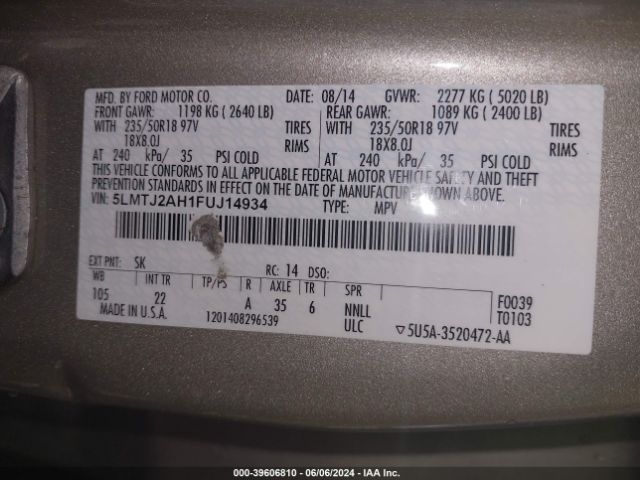 MFD. BY FORD MOTOR CO. DATE: 08/14 GVWR: 2277 KG ( 5020 LB)
FRONT GAWR: 1198 KG ( 2640 LB) REAR GAWR: 1089 KG ( 2400 LB)
WITH 235/50R18 97V TIRES WITH 235/50R18 97V TIRES
18X8.0J RIMS 18X8.0J RIMS
AT 240 kPa/ 35 PSI COLD AT 240 kPa/ 35 PSI COLD
THIS VEHICLE CONFORMS TO ALL APPLICABLE FEDERAL MOTOR VEHICLE SAFETY AND THEFT
PREVENTION STANDARDS IN EFFECT ON THE DATE OF MANUFACTURE SHOWN ABOVE.
VIN: 5LMTJ2AH1FUJ14934 TYPE: MPV
EXT PNT: SK RC: 14 DSO:
WB INT TR TP/PS R AXLE TR SPR
105 22 A 35 6 NNLL F0039
MADE IN U.S.A. 1201408296539 ULC T0103
▽5U5A-3520472-AA
000-39606810 - 06/06/2024 - IAA Inc.